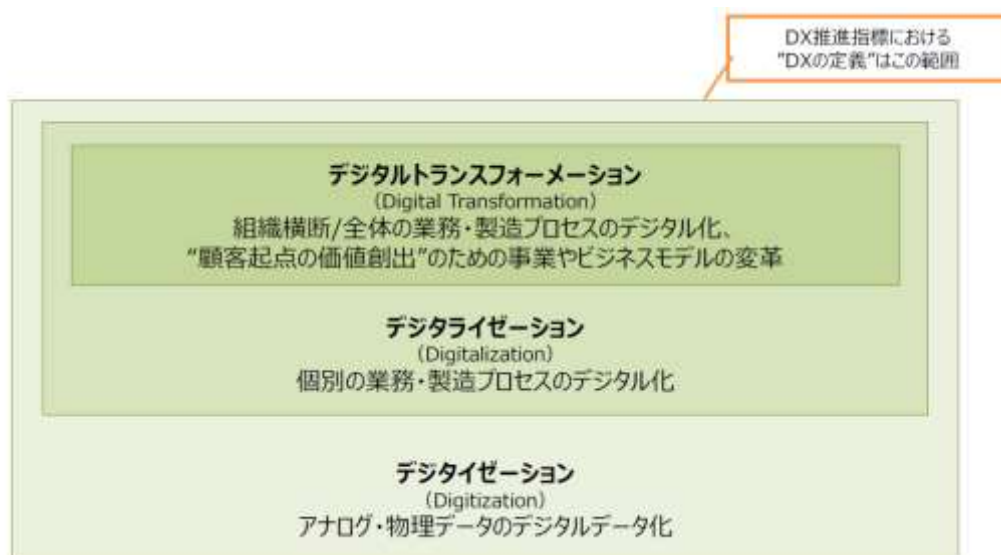 DX推進指標における
"DXの定義"はこの範囲
デジタルトランスフォーメーション
(Digital Transformation)
組織横断/全体の業務・製造プロセスのデジタル化、
“顧客起点の価値創出”のための事業やビジネスモデルの変革
デジタライゼーション
(Digitalization)
個別の業務・製造プロセスのデジタル化
デジタイゼーション
(Digitization)
アナログ・物理データのデジタルデータ化